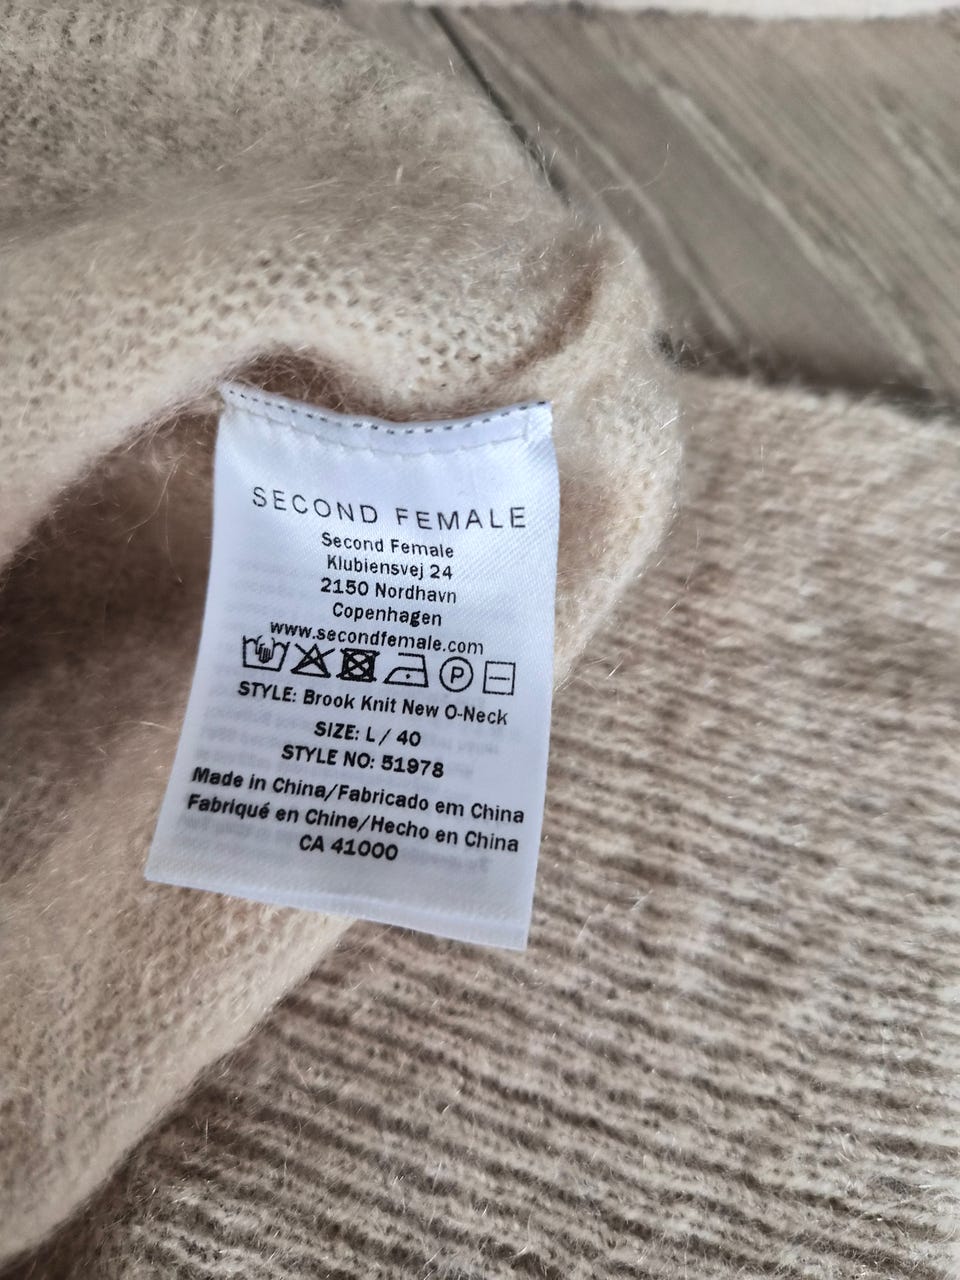 SECOND FEMALE
Second Female
Klubiensvej 24
2150 Nordhavn
Copenhagen
www.secondfemale.com
P
STYLE: Brook Knit New O-Neck
SIZE: L / 40
STYLE NO: 51978
Made in China/Fabricado em China
Fabriqué en Chine/Hecho en China
CA 41000